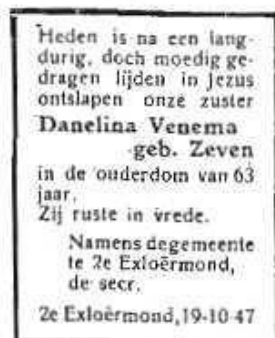 Heden is na een lang-
durig, doch moedig ge-
dragen lijden in Jezus
ontslapen onze zuster
Danelina Venema
geb. Zeven
in de ouderdom van 63
jaar.
Zij ruste in vrede.
Namens de gemeente
te 2e Exloërmond,
de secr.
2e Exloërmond, 19-10-47